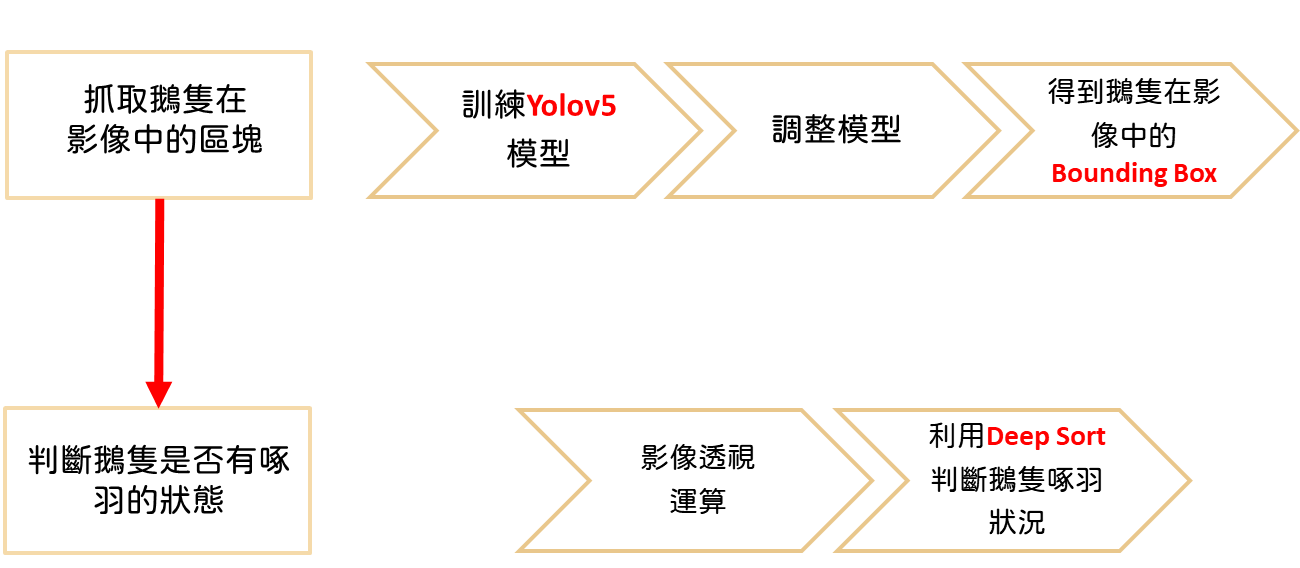 抓取鵝隻在
影像中的區塊
訓練Yolov5
模型
調整模型
得到鵝隻在影
像中的
Bounding Box
判斷鵝隻是否有啄
羽的狀態
影像透視
運算
利用Deep Sort
判斷鵝隻啄羽
狀況